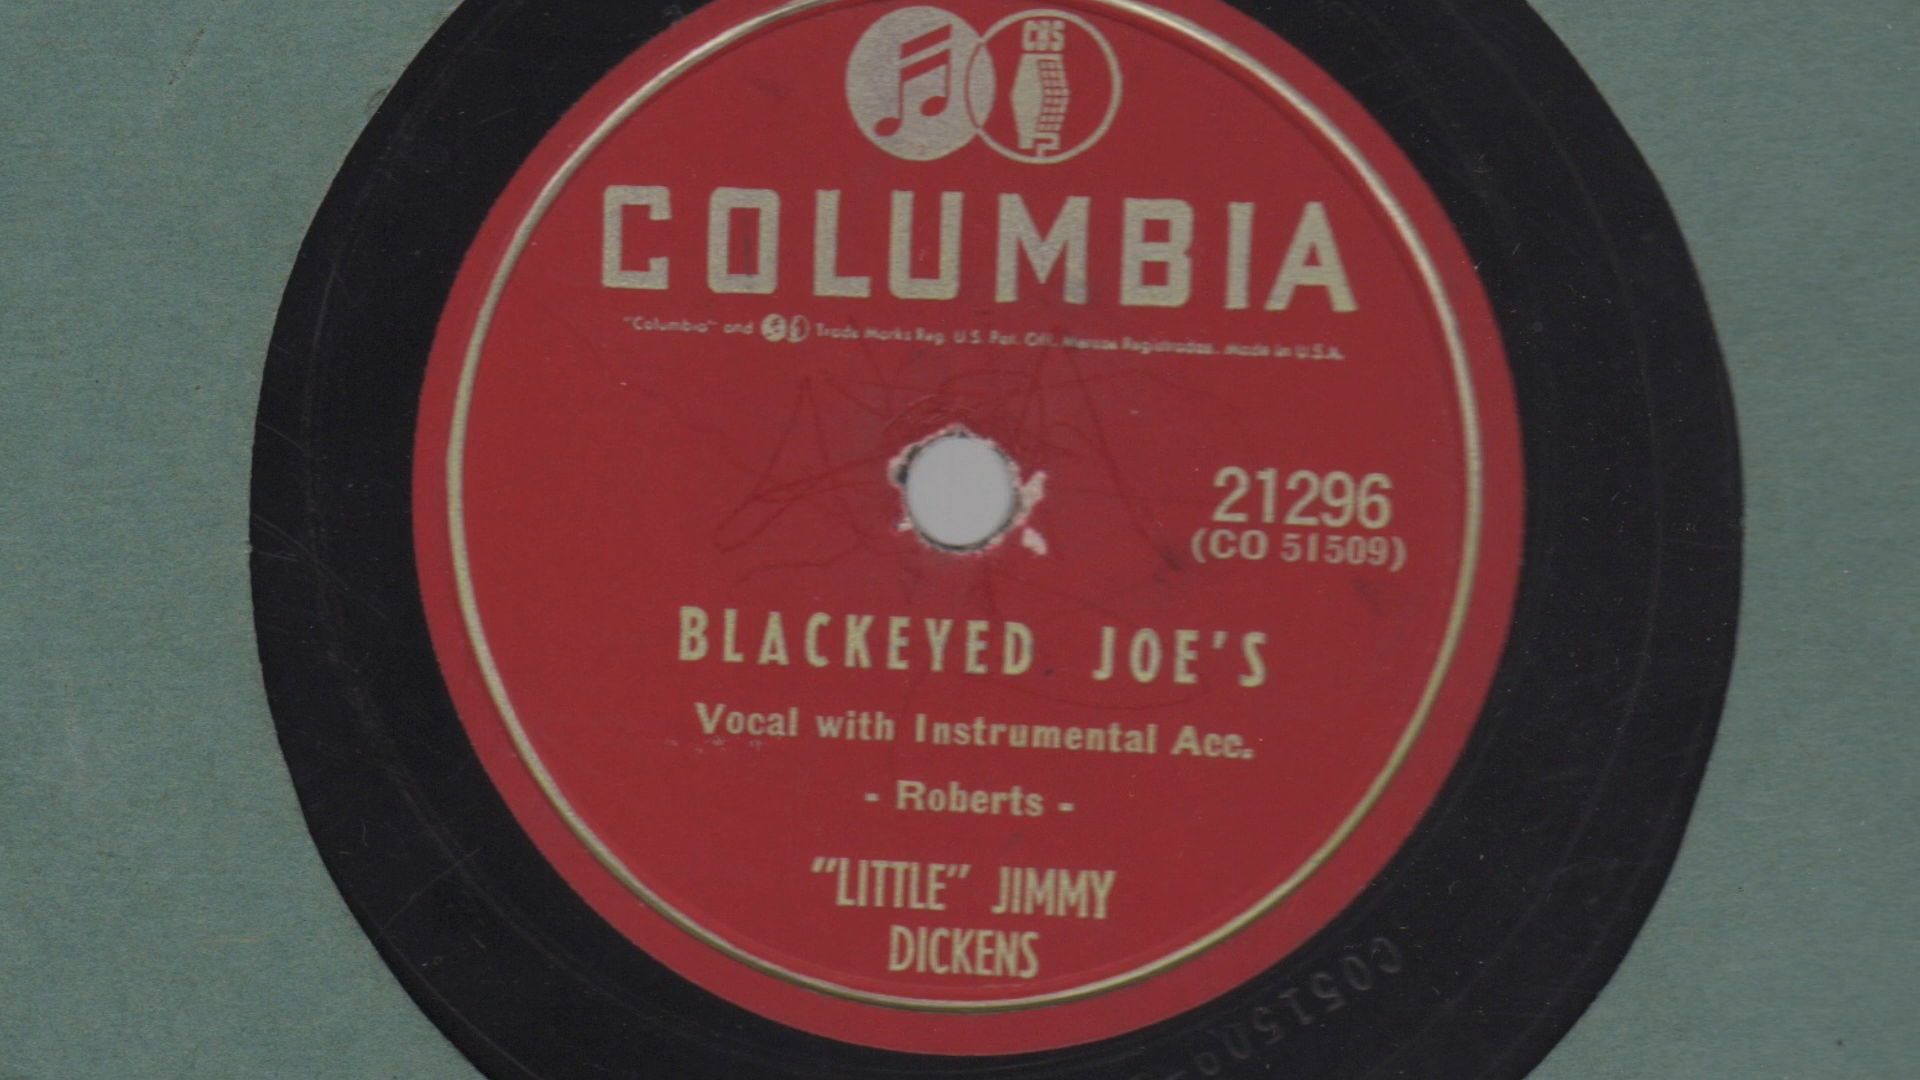 CBS
COLUMBIA
"Columbia" and Trade Marks Reg. U.S. Pat. Off. Marcas Registradas. Made in U.S.A.
21296
(CO 51509)
BLACKEYED JOE'S
Vocal with Instrumental Acc.
- Roberts -
"LITTLE" JIMMY
DICKENS
CO51509